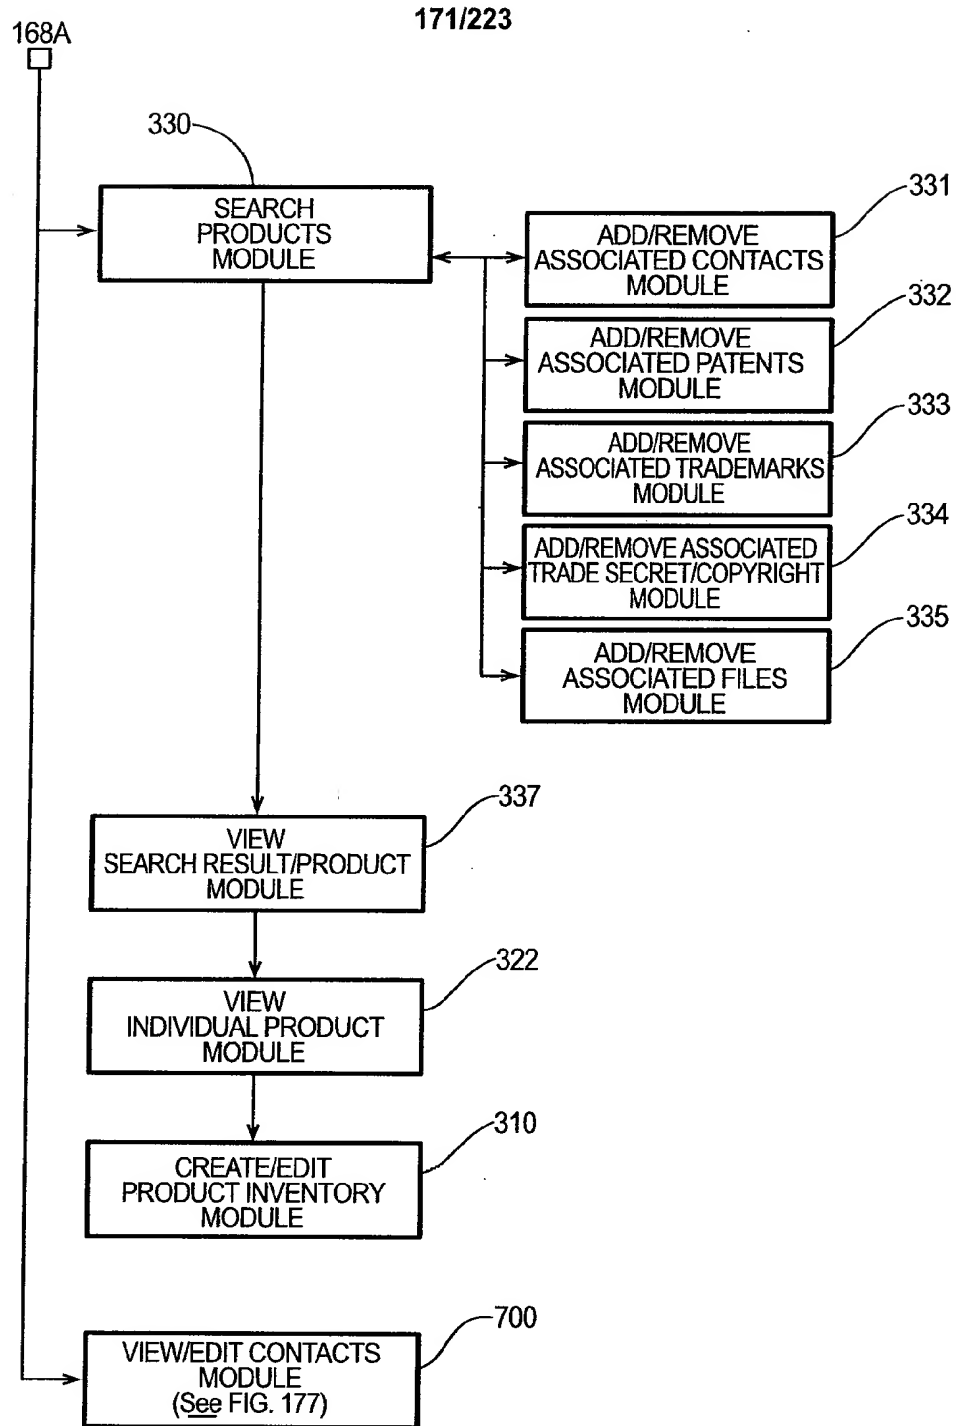 171/223
168A
330
SEARCH
PRODUCTS
MODULE
331
ADD/REMOVE
ASSOCIATED CONTACTS
MODULE
332
ADD/REMOVE
ASSOCIATED PATENTS
MODULE
333
ADD/REMOVE
ASSOCIATED TRADEMARKS
MODULE
334
ADD/REMOVE ASSOCIATED
TRADE SECRET/COPYRIGHT
MODULE
335
ADD/REMOVE
ASSOCIATED FILES
MODULE
337
VIEW
SEARCH RESULT/PRODUCT
MODULE
322
VIEW
INDIVIDUAL PRODUCT
MODULE
310
CREATE/EDIT
PRODUCT INVENTORY
MODULE
700
VIEW/EDIT CONTACTS
MODULE
(See FIG. 177)